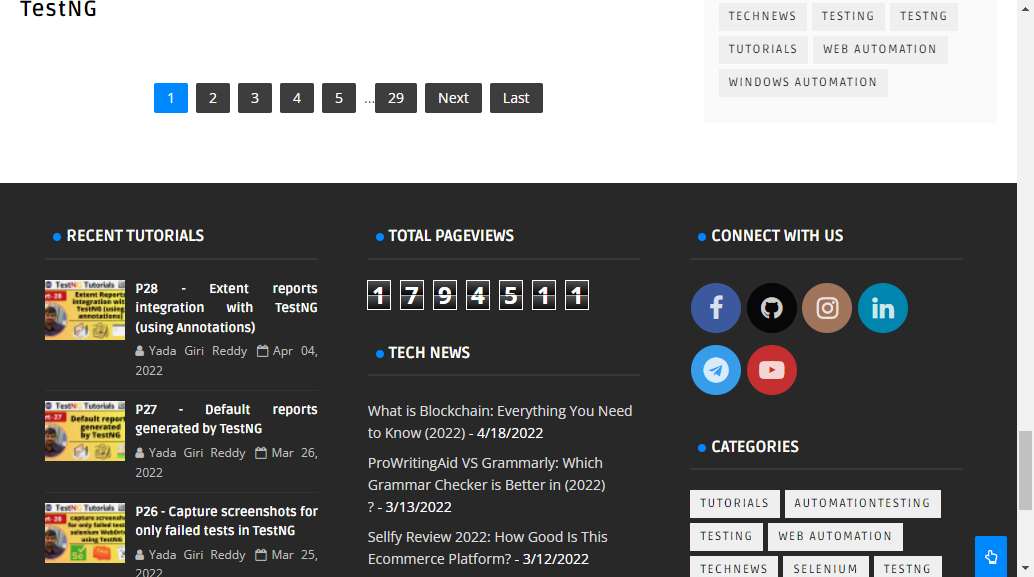 TestNG
TECHNEWS TESTING TESTNG
TUTORIALS WEB AUTOMATION
WINDOWS AUTOMATION
1 2 3 4 5 ... 29 Next Last
RECENT TUTORIALS
P28 - Extent reports
integration with TestNG
(using Annotations)
Yada Giri Reddy Apr 04,
2022
P27 - Default reports
generated by TestNG
Yada Giri Reddy Mar 26,
2022
P26 - Capture screenshots for
only failed tests in TestNG
Yada Giri Reddy Mar 25,
2022
TOTAL PAGEVIEWS
1 7 9 4 5 1 1
TECH NEWS
What is Blockchain: Everything You Need
to Know (2022) - 4/18/2022
ProWritingAid VS Grammarly: Which
Grammar Checker is Better in (2022)
? - 3/13/2022
Sellfy Review 2022: How Good Is This
Ecommerce Platform? - 3/12/2022
CONNECT WITH US
CATEGORIES
TUTORIALS AUTOMATIONTESTING
TESTING WEB AUTOMATION
TECHNEWS SELENIUM TESTNG